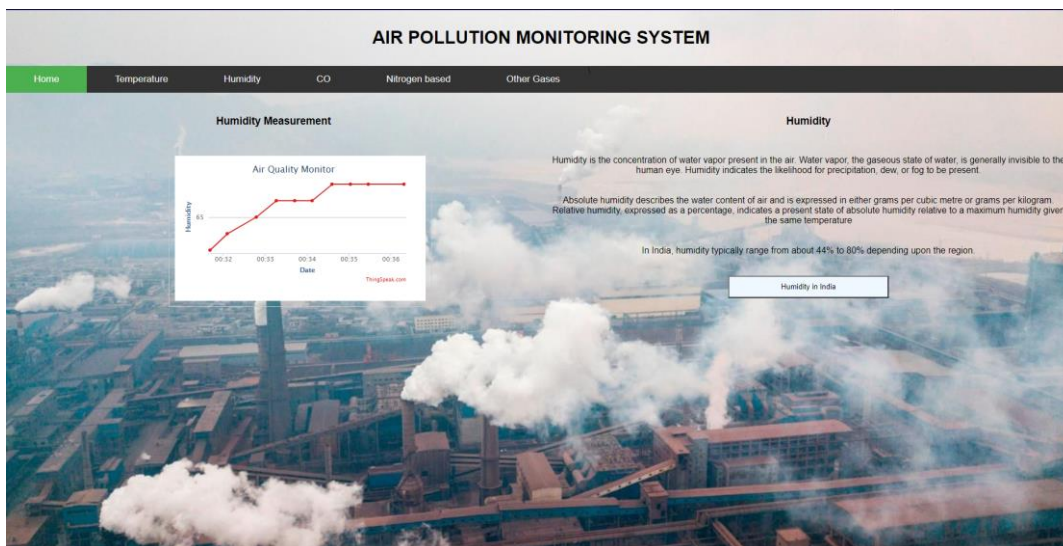 AIR POLLUTION MONITORING SYSTEM
Home Temperature Humidity CO Nitrogen based Other Gases
Humidity Measurement
Air Quality Monitor
Humidity
65
00:32 00:33 00:34 00:35 00:36
Date
ThingSpeak.com
Humidity
Humidity is the concentration of water vapor present in the air. Water vapor, the gaseous state of water, is generally invisible to the
human eye. Humidity indicates the likelihood for precipitation, dew, or fog to be present.
Absolute humidity describes the water content of air and is expressed in either grams per cubic metre or grams per kilogram.
Relative humidity, expressed as a percentage, indicates a present state of absolute humidity relative to a maximum humidity given
the same temperature
In India, humidity typically range from about 44% to 80% depending upon the region.
Humidity in India